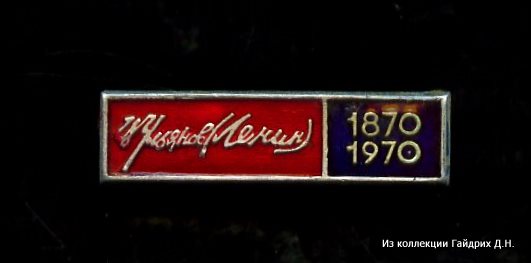 В Ульянов (Ленин)
1870
1970
Из коллекции Гайдрих Д.Н.